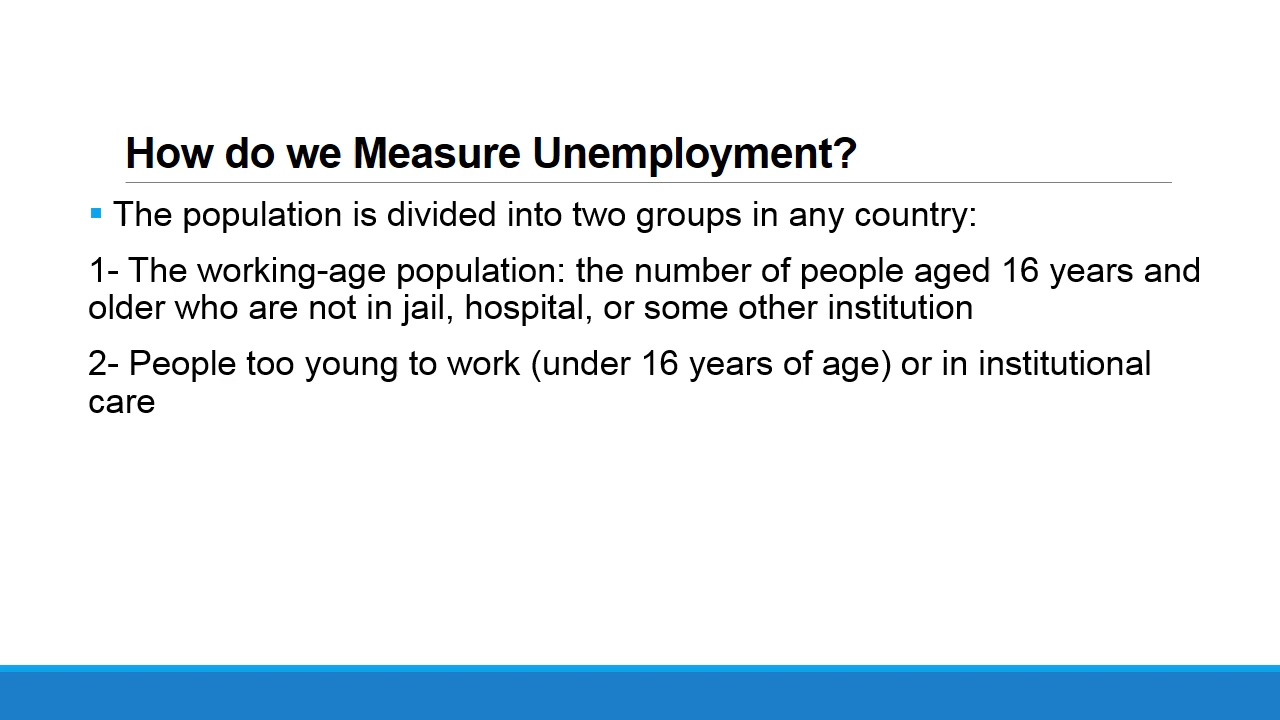 How do we Measure Unemployment?
▪ The population is divided into two groups in any country:
1- The working-age population: the number of people aged 16 years and
older who are not in jail, hospital, or some other institution
2- People too young to work (under 16 years of age) or in institutional
care